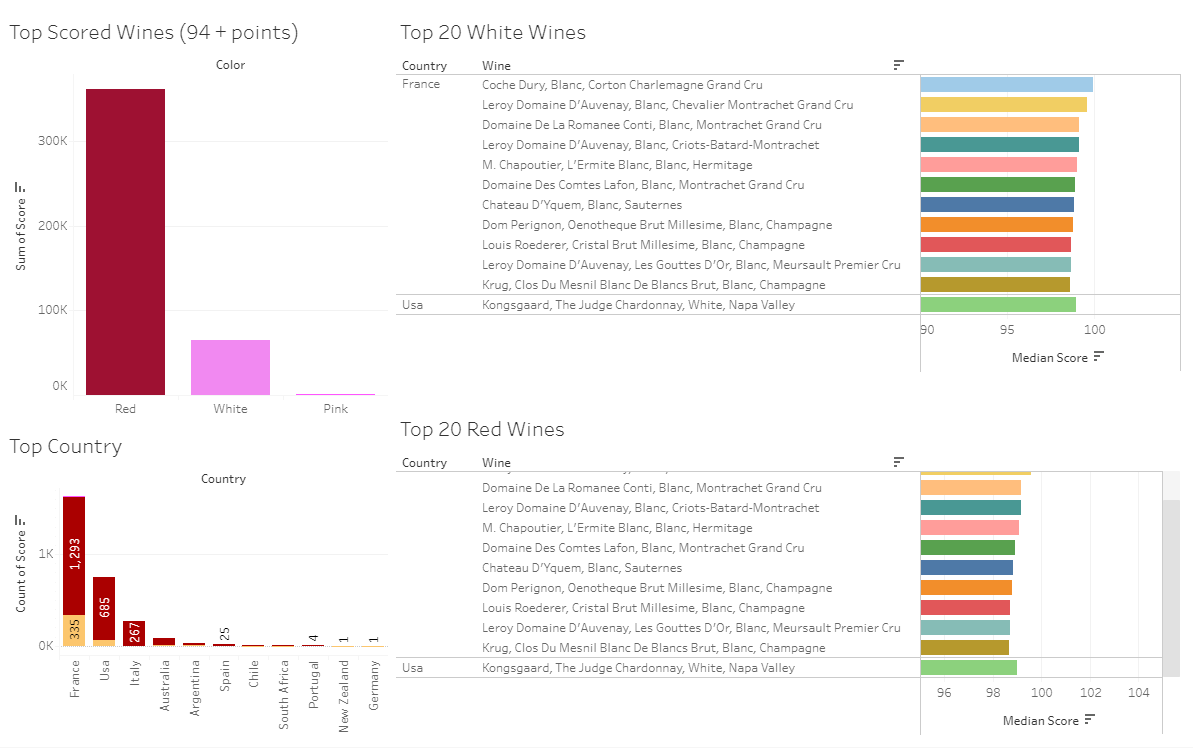 Top Scored Wines (94 + points)
Color
Sum of Score
300K
200K
100K
0K
Red White Pink
Top Country
Country
Count of Score
1K
0K
1,293
335
685
267
25
4
1
1
France
Usa
Italy
Australia
Argentina
Spain
Chile
South Africa
Portugal
New Zealand
Germany
Top 20 White Wines
Country Wine
France Coche Dury, Blanc, Corton Charlemagne Grand Cru
Leroy Domaine D'Auvenay, Blanc, Chevalier Montrachet Grand Cru
Domaine De La Romanee Conti, Blanc, Montrachet Grand Cru
Leroy Domaine D'Auvenay, Blanc, Criots-Batard-Montrachet
M. Chapoutier, L'Ermite Blanc, Blanc, Hermitage
Domaine Des Comtes Lafon, Blanc, Montrachet Grand Cru
Chateau D'Yquem, Blanc, Sauternes
Dom Perignon, Oenotheque Brut Millesime, Blanc, Champagne
Louis Roederer, Cristal Brut Millesime, Blanc, Champagne
Leroy Domaine D'Auvenay, Les Gouttes D'Or, Blanc, Meursault Premier Cru
Krug, Clos Du Mesnil Blanc De Blancs Brut, Blanc, Champagne
Usa Kongsgaard, The Judge Chardonnay, White, Napa Valley
90 95 100
Median Score
Top 20 Red Wines
Country Wine
Domaine De La Romanee Conti, Blanc, Montrachet Grand Cru
Leroy Domaine D'Auvenay, Blanc, Criots-Batard-Montrachet
M. Chapoutier, L'Ermite Blanc, Blanc, Hermitage
Domaine Des Comtes Lafon, Blanc, Montrachet Grand Cru
Chateau D'Yquem, Blanc, Sauternes
Dom Perignon, Oenotheque Brut Millesime, Blanc, Champagne
Louis Roederer, Cristal Brut Millesime, Blanc, Champagne
Leroy Domaine D'Auvenay, Les Gouttes D'Or, Blanc, Meursault Premier Cru
Krug, Clos Du Mesnil Blanc De Blancs Brut, Blanc, Champagne
Usa Kongsgaard, The Judge Chardonnay, White, Napa Valley
96 98 100 102 104
Median Score